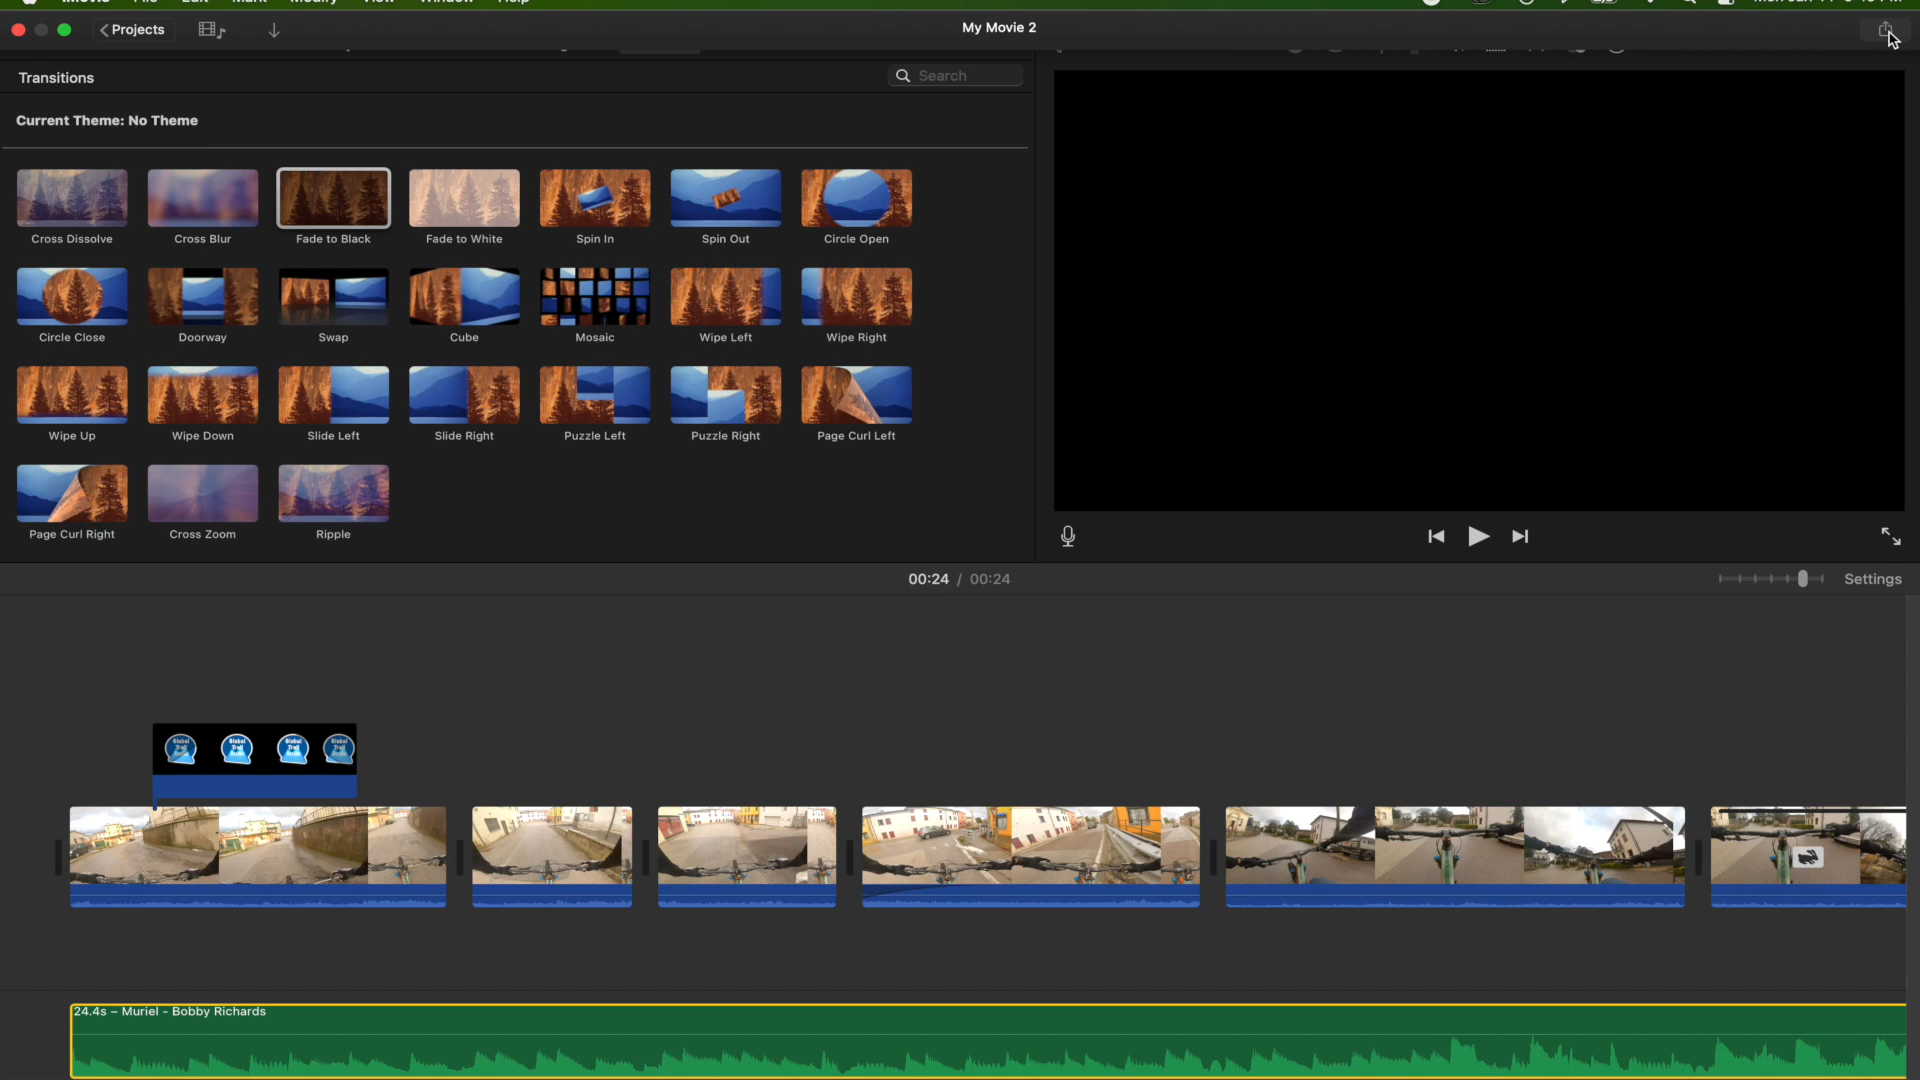 Projects
My Movie 2
Transitions
Search
Current Theme: No Theme
Cross Dissolve
Cross Blur
Fade to Black
Fade to White
Spin In
Spin Out
Circle Open
Circle Close
Doorway
Swap
Cube
Mosaic
Wipe Left
Wipe Right
Wipe Up
Wipe Down
Slide Left
Slide Right
Puzzle Left
Puzzle Right
Page Curl Left
Page Curl Right
Cross Zoom
Ripple
00:24 / 00:24
Settings
24.4s – Muriel - Bobby Richards